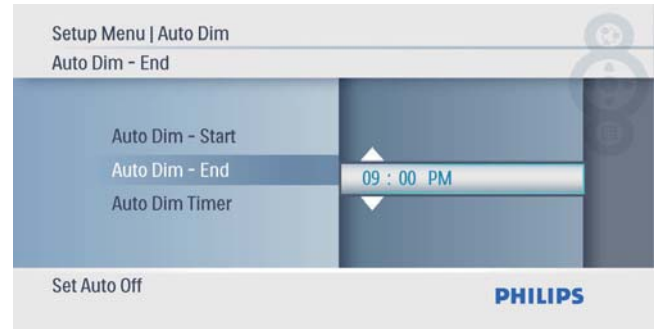 Setup Menu | Auto Dim
Auto Dim - End
Auto Dim - Start
Auto Dim - End
09 : 00 PM
Auto Dim Timer
Set Auto Off
PHILIPS